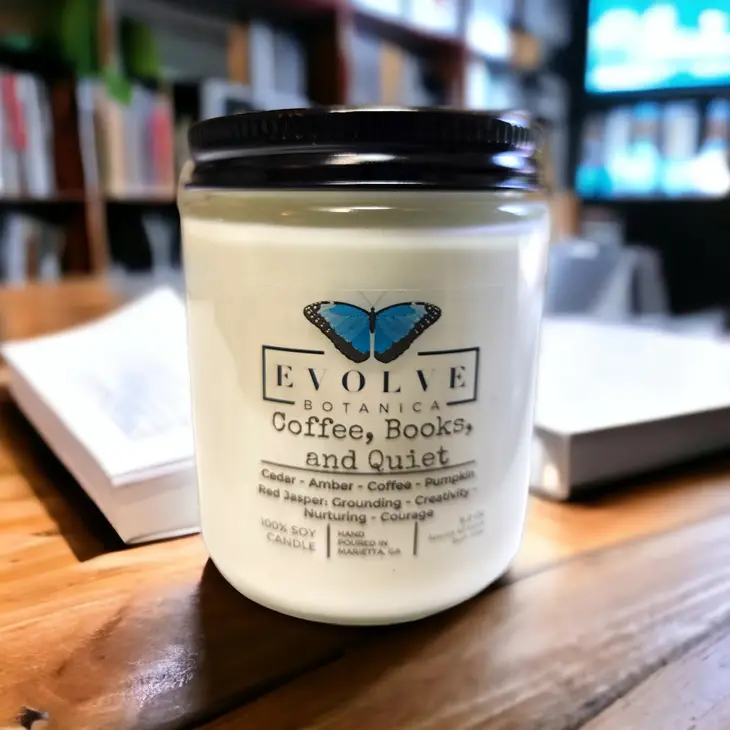 EVOLVE
BOTANICA
Coffee, Books,
and Quiet
Cedar - Amber - Coffee - Pumpkin
Red Jasper: Grounding - Creativity -
Nurturing - Courage
100% SOY
CANDLE
HAND
POURED IN
MARIETTA, GA